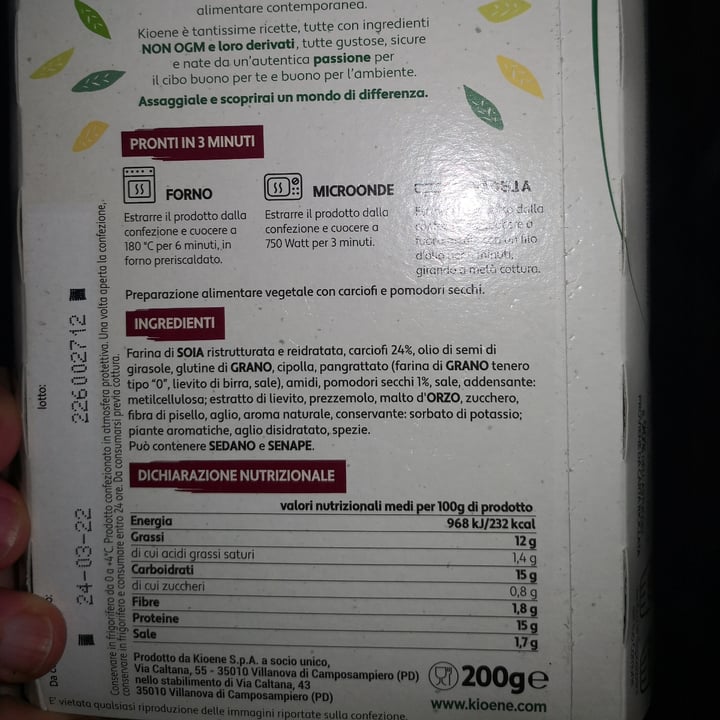 alimentare contemporanea.
Kioene è tantissime ricette, tutte con ingredienti
NON OGM e loro derivati, tutte gustose, sicure
e nate da un'autentica passione per
il cibo buono per te e buono per l'ambiente.
Assaggiale e scoprirai un mondo di differenza.
PRONTI IN 3 MINUTI
FORNO
Estrarre il prodotto dalla
confezione e cuocere a
180 °C per 6 minuti, in
forno preriscaldato.
MICROONDE
Estrarre il prodotto dalla
confezione e cuocere a
750 Watt per 3 minuti.
dalla
con un filo
d'olio per minuti,
girando a metà cottura.
Preparazione alimentare vegetale con carciofi e pomodori secchi.
INGREDIENTI
Farina di SOIA ristrutturata e reidratata, carciofi 24%, olio di semi di
girasole, glutine di GRANO, cipolla, pangrattato (farina di GRANO tenero
tipo "0", lievito di birra, sale), amidi, pomodori secchi 1%, sale, addensante:
metilcellulosa; estratto di lievito, prezzemolo, malto d'ORZO, zucchero,
fibra di pisello, aglio, aroma naturale, conservante: sorbato di potassio;
piante aromatiche, aglio disidratato, spezie.
Può contenere SEDANO e SENAPE.
DICHIARAZIONE NUTRIZIONALE
valori nutrizionali medi per 100g di prodotto
Energia 968 kJ/232 kcal
Grassi 12 g
di cui acidi grassi saturi 1,4 g
Carboidrati 15 g
di cui zuccheri 0,8 g
Fibre 1,8 g
Proteine 15 g
Sale 1,7 g
Prodotto da Kioene S.p.A. a socio unico,
Via Caltana, 55 - 35010 Villanova di Camposampiero (PD)
nello stabilimento di Via Caltana, 43
35010 Villanova di Camposampiero (PD)
200g e
www.kioene.com
E' vietata qualsiasi riproduzione delle immagini riportate sulla confezione.
lotto:
226002712
24-03-22
Conservare in frigorifero da 0 a +4°C. Prodotto confezionato in atmosfera protettiva. Una volta aperta la confezione,
conservare in frigorifero e consumare entro 24 ore. Da consumarsi previa cottura.